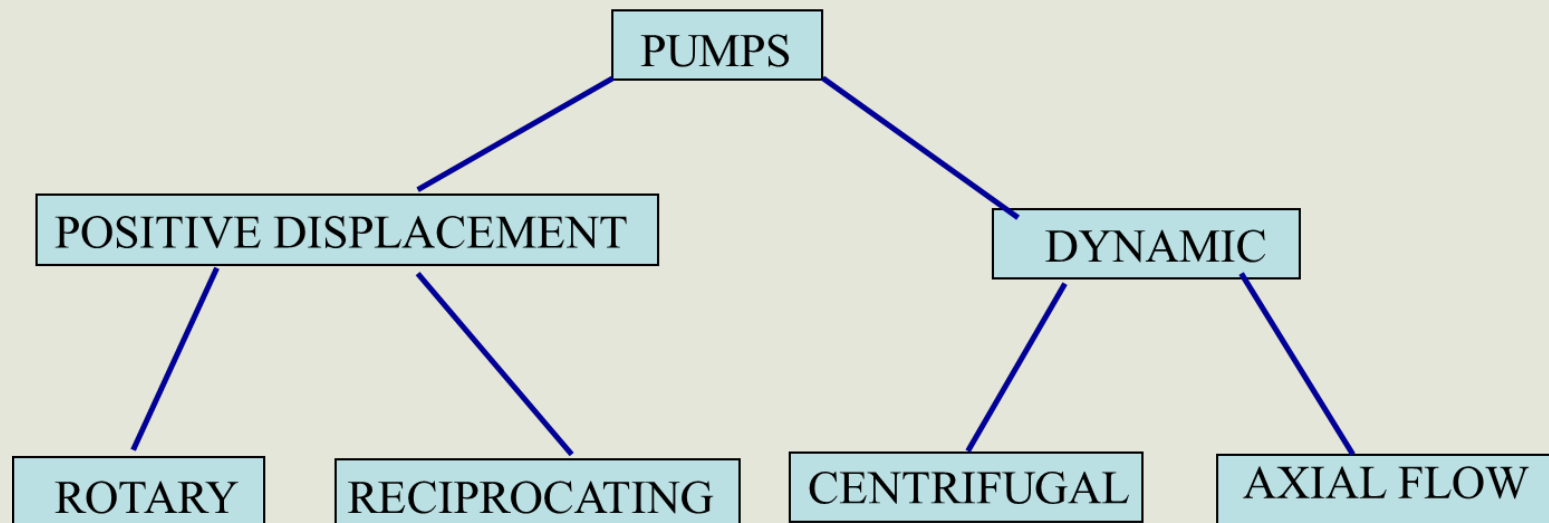 PUMPS
POSITIVE DISPLACEMENT
DYNAMIC
ROTARY
RECIPROCATING
CENTRIFUGAL
AXIAL FLOW